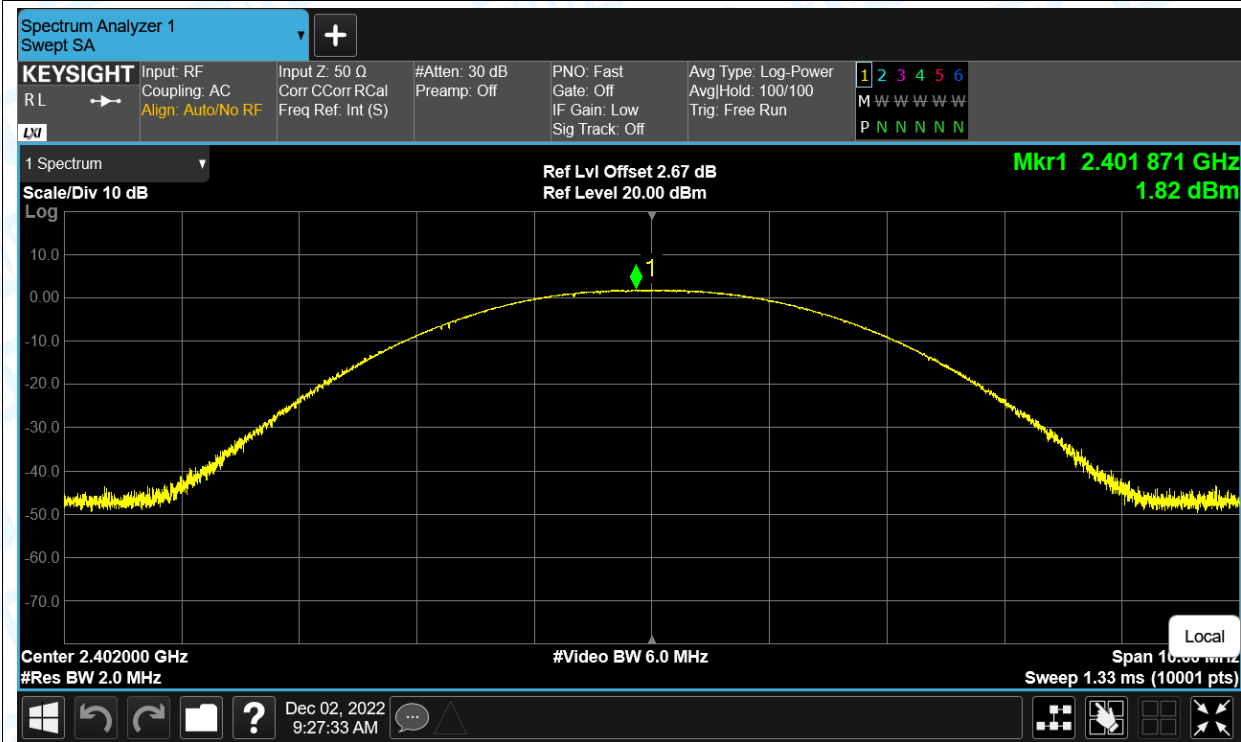 Spectrum Analyzer 1
Swept SA
KEYSIGHT
R L
LXI
Input: RF
Coupling: AC
Align: Auto/No RF
Input Z: 50 Ω
Corr CCorr RCal
Freq Ref: Int (S)
#Atten: 30 dB
Preamp: Off
PNO: Fast
Gate: Off
IF Gain: Low
Sig Track: Off
Avg Type: Log-Power
Avg|Hold: 100/100
Trig: Free Run
1 2 3 4 5 6
M W W W W W
P N N N N N
1 Spectrum
Scale/Div 10 dB
Log
Ref Lvl Offset 2.67 dB
Ref Level 20.00 dBm
Mkr1 2.401 871 GHz
1.82 dBm
1
10.0
0.00
-10.0
-20.0
-30.0
-40.0
-50.0
-60.0
-70.0
Local
Center 2.402000 GHz
#Video BW 6.0 MHz
Span 10.00 MHz
#Res BW 2.0 MHz
Sweep 1.33 ms (10001 pts)
?
Dec 02, 2022
9:27:33 AM